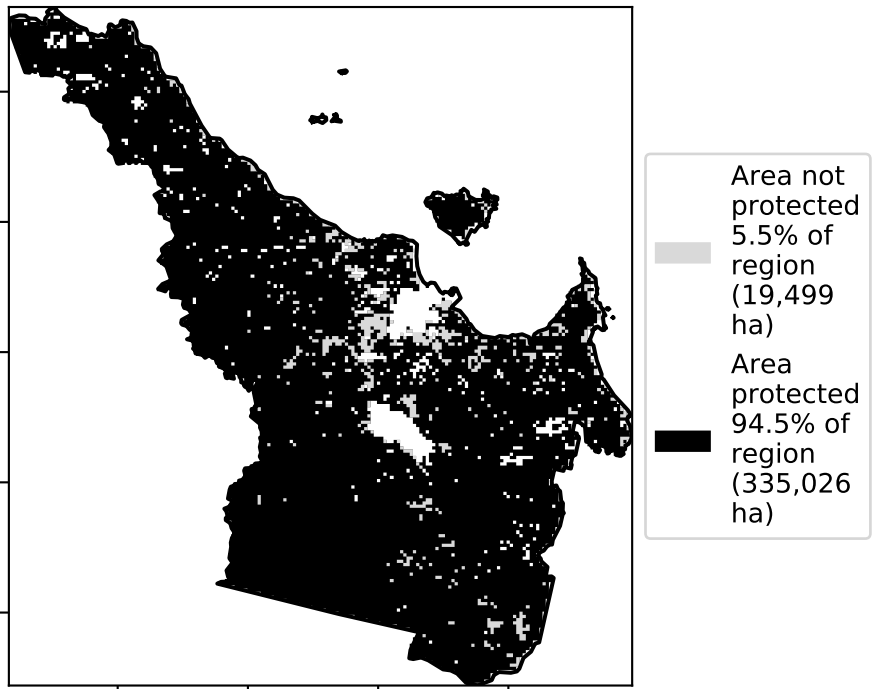 Area not
protected
5.5% of
region
(19,499
ha)
Area
protected
94.5% of
region
(335,026
ha)